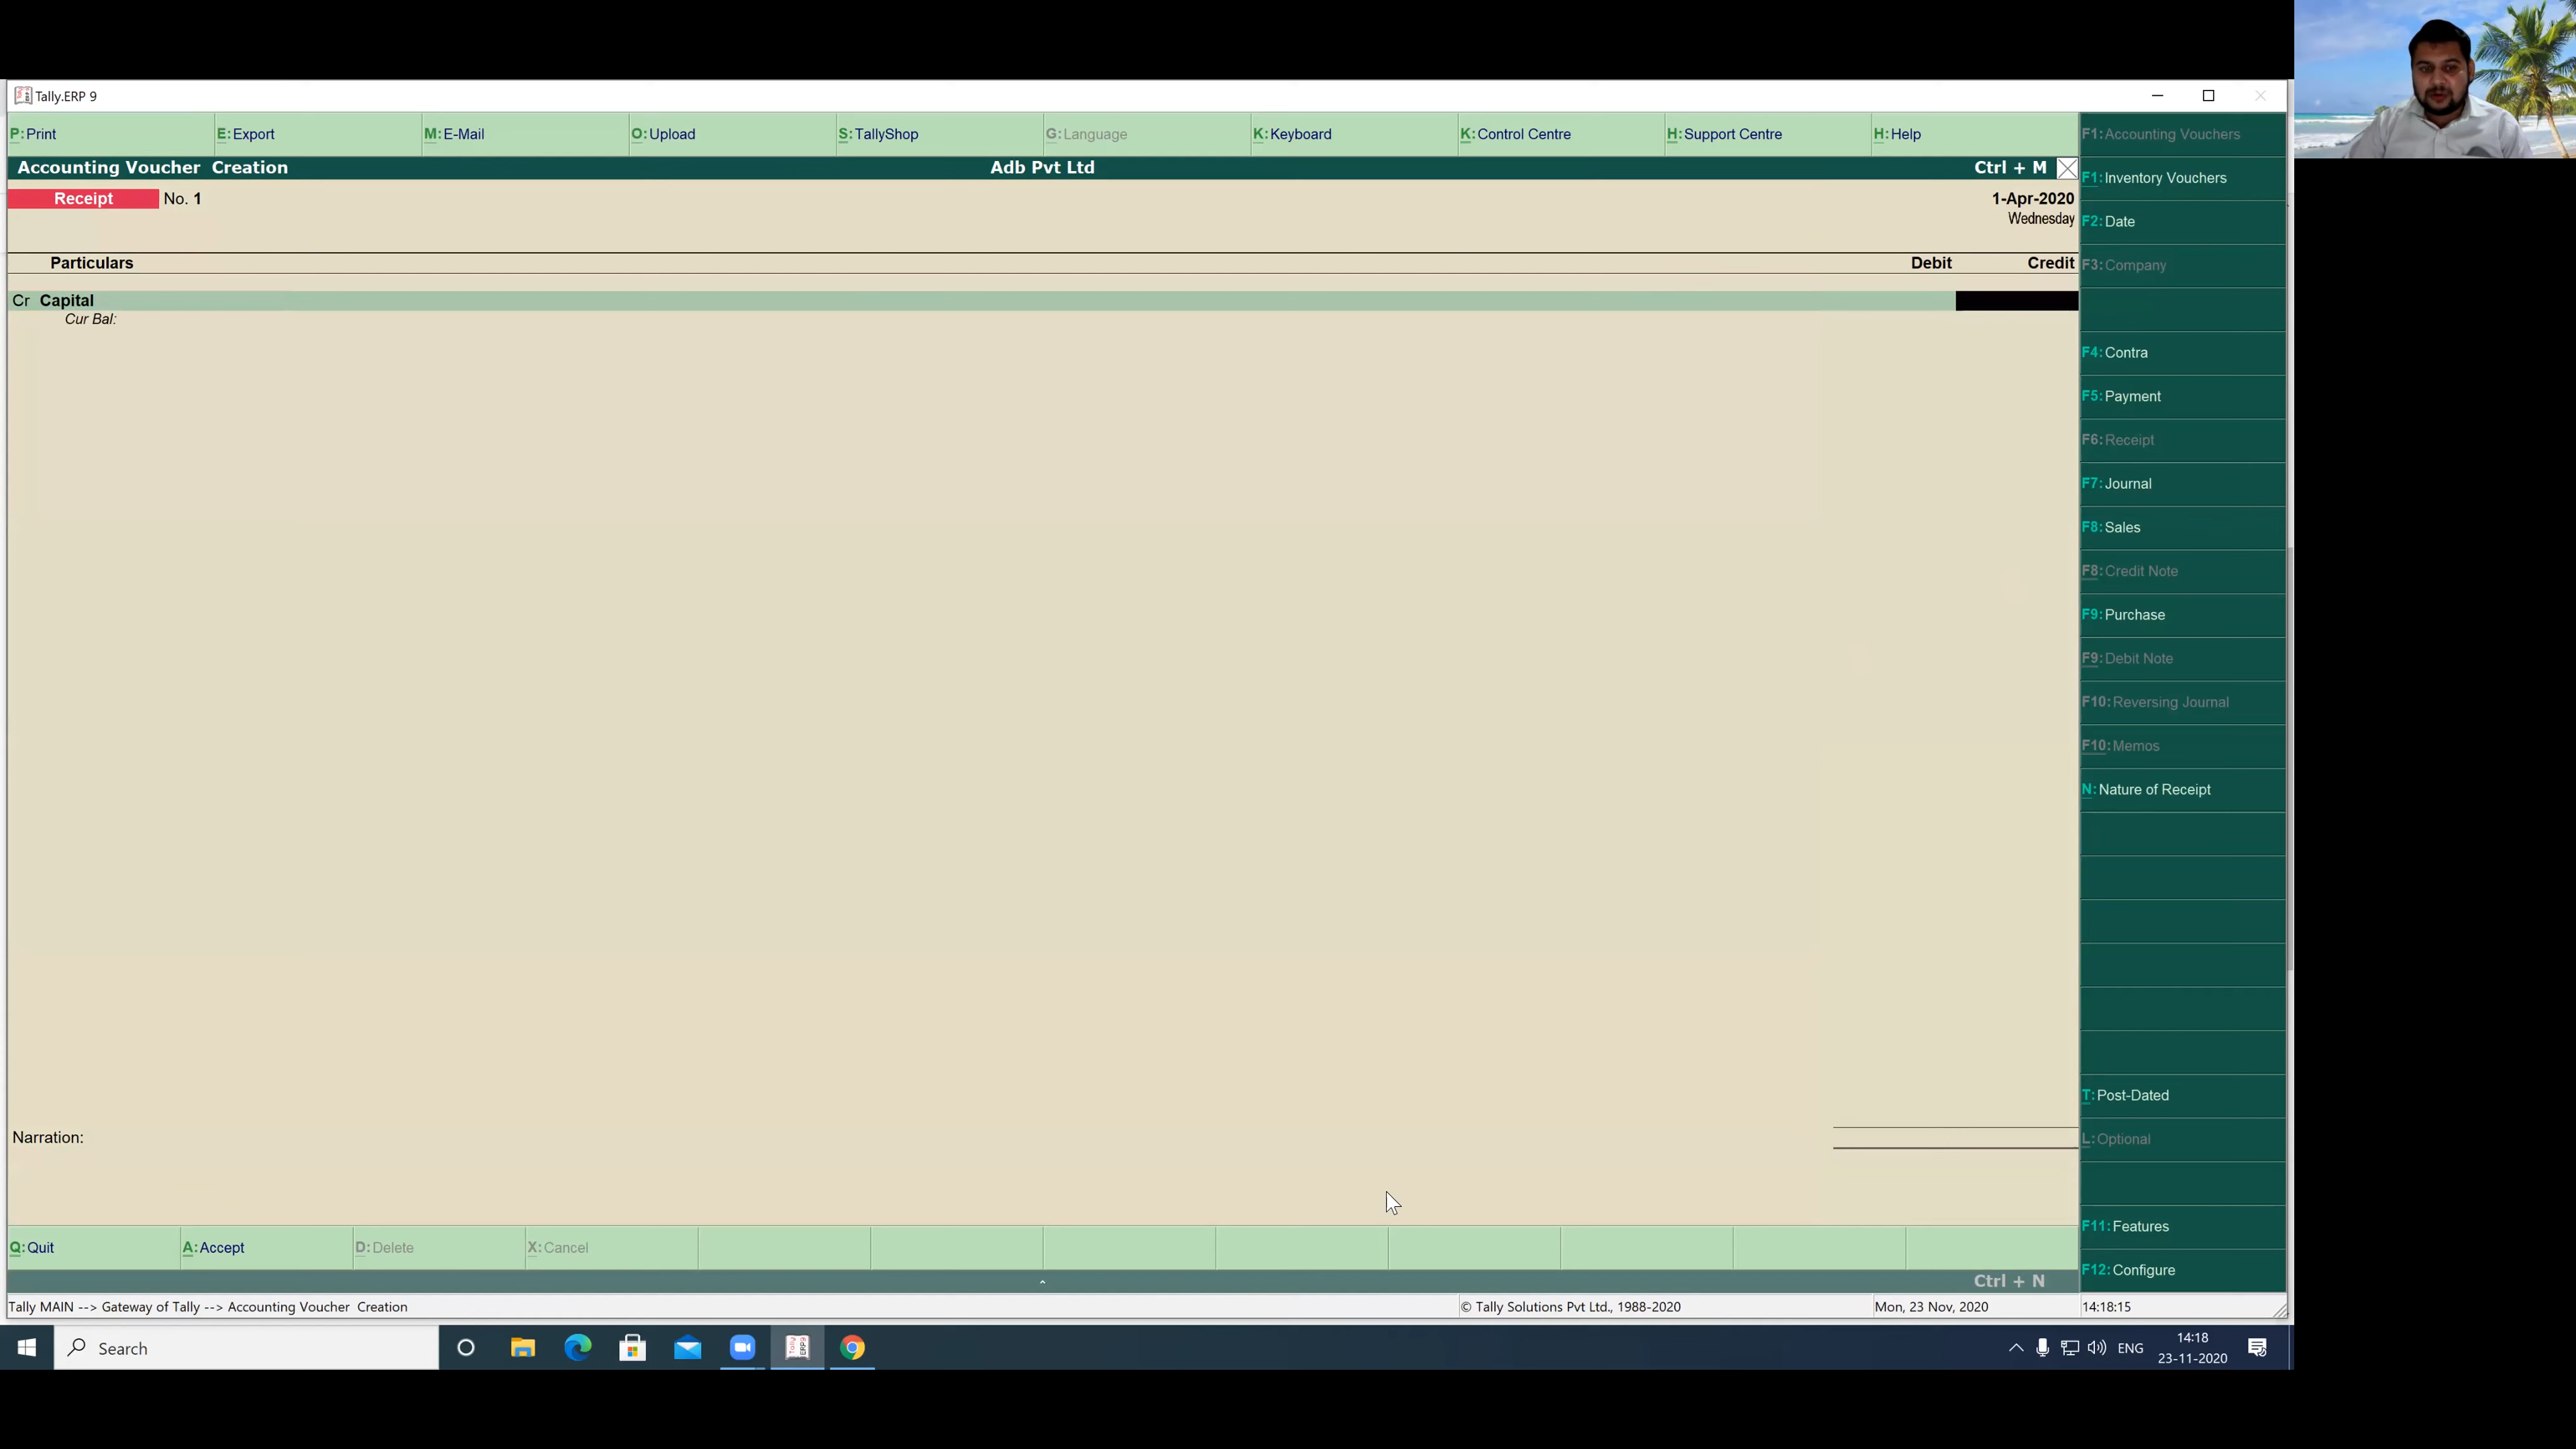 Tally.ERP 9
P: Print
E: Export
M: E-Mail
O: Upload
S: TallyShop
G: Language
K: Keyboard
K: Control Centre
H: Support Centre
H: Help
Accounting Voucher Creation
Adb Pvt Ltd
Ctrl + M
Receipt No. 1
1-Apr-2020
Wednesday
Particulars
Debit
Credit
Cr Capital
Cur Bal:
Narration:
F1: Accounting Vouchers
F1: Inventory Vouchers
F2: Date
F3: Company
F4: Contra
F5: Payment
F6: Receipt
F7: Journal
F8: Sales
F8: Credit Note
F9: Purchase
F9: Debit Note
F10: Reversing Journal
F10: Memos
N: Nature of Receipt
T: Post-Dated
L: Optional
F11: Features
F12: Configure
Q: Quit
A: Accept
D: Delete
X: Cancel
Ctrl + N
Tally MAIN --> Gateway of Tally --> Accounting Voucher Creation
© Tally Solutions Pvt Ltd., 1988-2020
Mon, 23 Nov, 2020
14:18:15
Search
Tally
ERP9
ENG
14:18
23-11-2020